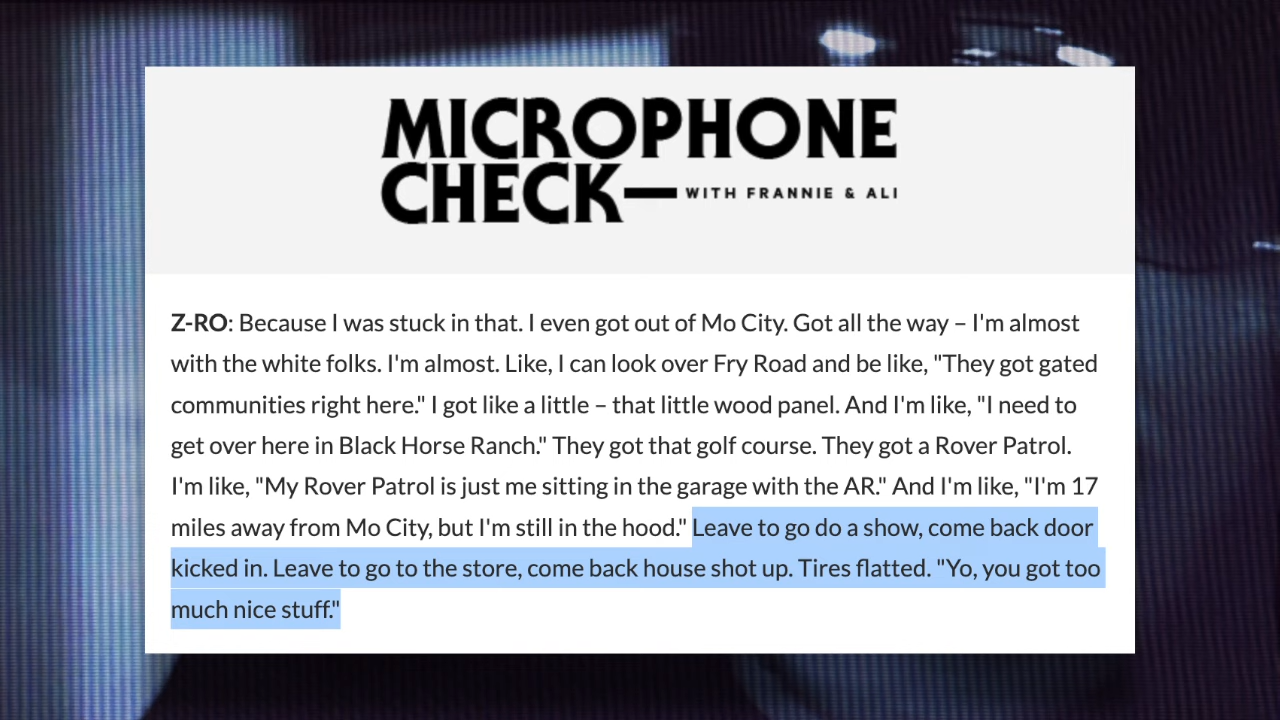 MICROPHONE
CHECK — WITH FRANNIE & ALI
Z-RO: Because I was stuck in that. I even got out of Mo City. Got all the way – I'm almost
with the white folks. I'm almost. Like, I can look over Fry Road and be like, "They got gated
communities right here." I got like a little – that little wood panel. And I'm like, "I need to
get over here in Black Horse Ranch." They got that golf course. They got a Rover Patrol.
I'm like, "My Rover Patrol is just me sitting in the garage with the AR." And I'm like, "I'm 17
miles away from Mo City, but I'm still in the hood." Leave to go do a show, come back door
kicked in. Leave to go to the store, come back house shot up. Tires flatted. "Yo, you got too
much nice stuff."